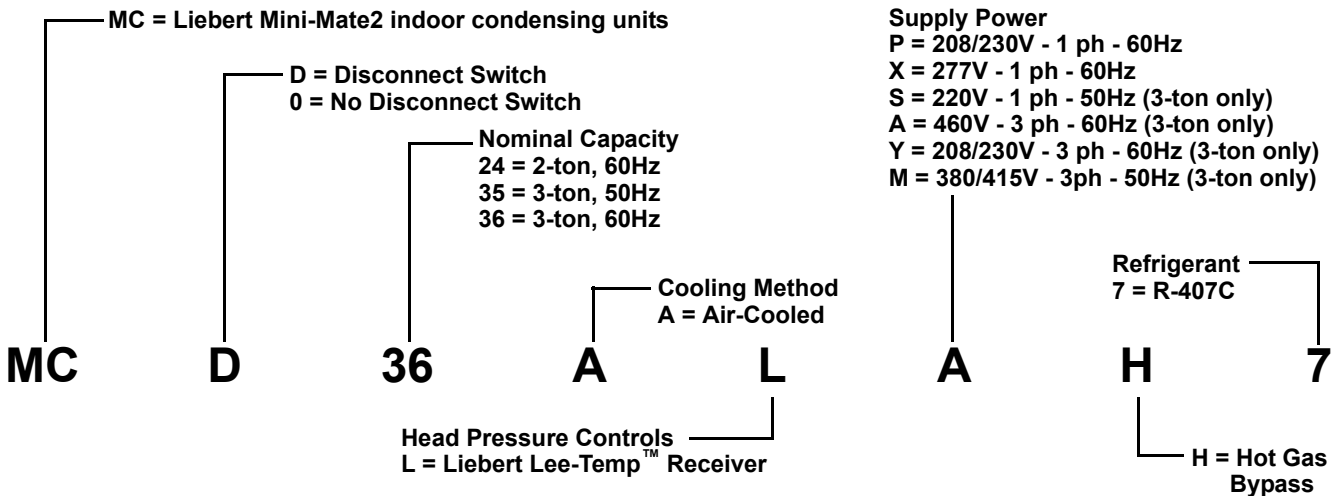 MC = Liebert Mini-Mate2 indoor condensing units
D = Disconnect Switch
0 = No Disconnect Switch
Nominal Capacity
24 = 2-ton, 60Hz
35 = 3-ton, 50Hz
36 = 3-ton, 60Hz
Cooling Method
A = Air-Cooled
Supply Power
P = 208/230V - 1 ph - 60Hz
X = 277V - 1 ph - 60Hz
S = 220V - 1 ph - 50Hz (3-ton only)
A = 460V - 3 ph - 60Hz (3-ton only)
Y = 208/230V - 3 ph - 60Hz (3-ton only)
M = 380/415V - 3ph - 50Hz (3-ton only)
Refrigerant
7 = R-407C
MC D 36 A L A H 7
Head Pressure Controls
L = Liebert Lee-Temp™ Receiver
H = Hot Gas
Bypass